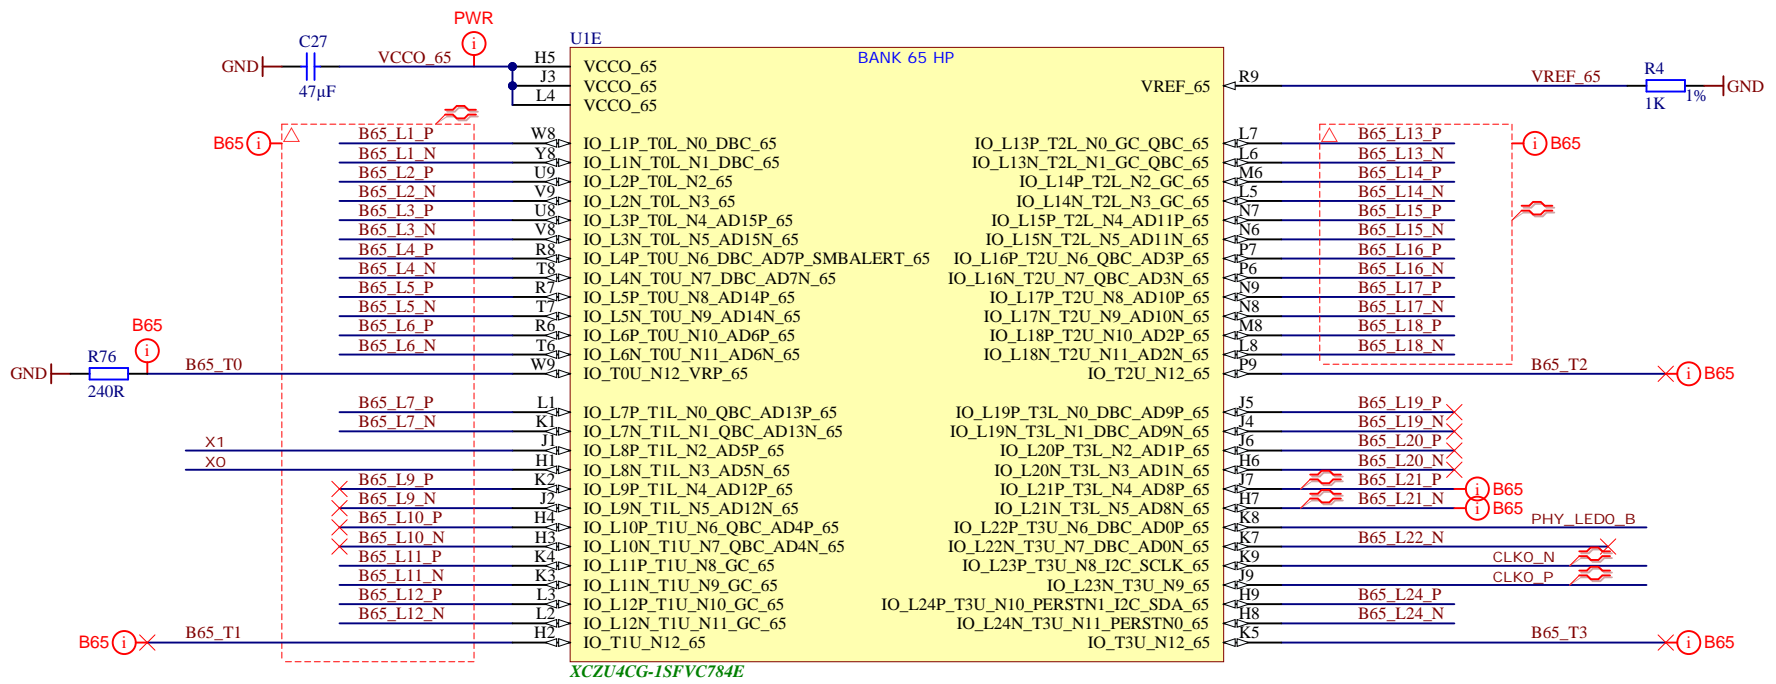 PWR
C27
GND
47µF
VCCO_65
U1E
BANK 65 HP
H5 VCCO_65
J3 VCCO_65
L4 VCCO_65
VREF_65 R9 VREF_65 R4 GND
1K 1%
B65
B65_L1_P W8 IO_L1P_T0L_N0_DBC_65
B65_L1_N Y8 IO_L1N_T0L_N1_DBC_65
B65_L2_P U9 IO_L2P_T0L_N2_65
B65_L2_N V9 IO_L2N_T0L_N3_65
B65_L3_P U8 IO_L3P_T0L_N4_AD15P_65
B65_L3_N V8 IO_L3N_T0L_N5_AD15N_65
B65_L4_P R8 IO_L4P_T0U_N6_DBC_AD7P_SMBALERT_65
B65_L4_N T8 IO_L4N_T0U_N7_DBC_AD7N_65
B65_L5_P R7 IO_L5P_T0U_N8_AD14P_65
B65_L5_N T7 IO_L5N_T0U_N9_AD14N_65
B65_L6_P R6 IO_L6P_T0U_N10_AD6P_65
B65_L6_N T6 IO_L6N_T0U_N11_AD6N_65
B65
R76
GND
240R
B65_T0 W9 IO_T0U_N12_VRP_65
B65_L7_P L1 IO_L7P_T1L_N0_QBC_AD13P_65
B65_L7_N K1 IO_L7N_T1L_N1_QBC_AD13N_65
X1 J1 IO_L8P_T1L_N2_AD5P_65
X0 H1 IO_L8N_T1L_N3_AD5N_65
B65_L9_P K2 IO_L9P_T1L_N4_AD12P_65
B65_L9_N J2 IO_L9N_T1L_N5_AD12N_65
B65_L10_P H4 IO_L10P_T1U_N6_QBC_AD4P_65
B65_L10_N H3 IO_L10N_T1U_N7_QBC_AD4N_65
B65_L11_P K4 IO_L11P_T1U_N8_GC_65
B65_L11_N K3 IO_L11N_T1U_N9_GC_65
B65_L12_P L3 IO_L12P_T1U_N10_GC_65
B65_L12_N L2 IO_L12N_T1U_N11_GC_65
B65 B65_T1 H2 IO_T1U_N12_65
IO_L13P_T2L_N0_GC_QBC_65 L7 B65_L13_P B65
IO_L13N_T2L_N1_GC_QBC_65 L6 B65_L13_N
IO_L14P_T2L_N2_GC_65 M6 B65_L14_P
IO_L14N_T2L_N3_GC_65 L5 B65_L14_N
IO_L15P_T2L_N4_AD11P_65 N7 B65_L15_P
IO_L15N_T2L_N5_AD11N_65 N6 B65_L15_N
IO_L16P_T2U_N6_QBC_AD3P_65 P7 B65_L16_P
IO_L16N_T2U_N7_QBC_AD3N_65 P6 B65_L16_N
IO_L17P_T2U_N8_AD10P_65 N9 B65_L17_P
IO_L17N_T2U_N9_AD10N_65 N8 B65_L17_N
IO_L18P_T2U_N10_AD2P_65 M8 B65_L18_P
IO_L18N_T2U_N11_AD2N_65 L8 B65_L18_N
IO_T2U_N12_65 P9 B65_T2 B65
IO_L19P_T3L_N0_DBC_AD9P_65 J5 B65_L19_P
IO_L19N_T3L_N1_DBC_AD9N_65 J4 B65_L19_N
IO_L20P_T3L_N2_AD1P_65 J6 B65_L20_P
IO_L20N_T3L_N3_AD1N_65 H6 B65_L20_N
IO_L21P_T3L_N4_AD8P_65 J7 B65_L21_P B65
IO_L21N_T3L_N5_AD8N_65 H7 B65_L21_N B65
IO_L22P_T3U_N6_DBC_AD0P_65 K8 PHY_LED0_B
IO_L22N_T3U_N7_DBC_AD0N_65 K7 B65_L22_N
IO_L23P_T3U_N8_I2C_SCLK_65 K9 CLK0_N
IO_L23N_T3U_N9_65 J9 CLK0_P
IO_L24P_T3U_N10_PERSTN1_I2C_SDA_65 H9 B65_L24_P
IO_L24N_T3U_N11_PERSTN0_65 H8 B65_L24_N
IO_T3U_N12_65 K5 B65_T3 B65
XCZU4CG-1SFVC784E